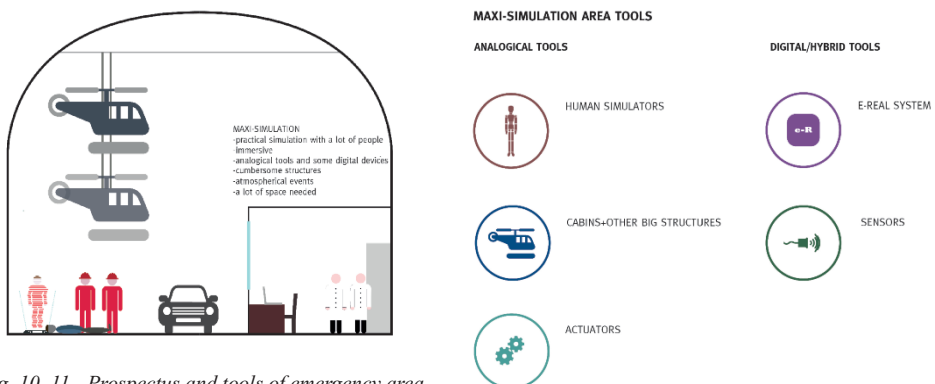 MAXI-SIMULATION
-practical simulation with a lot of people
-immersive
-analogical tools and some digital devices
-cumbersome structures
-atmospherical events
-a lot of space needed
10, 11 - Prospectus and tools of emergency area
MAXI-SIMULATION AREA TOOLS
ANALOGICAL TOOLS
HUMAN SIMULATORS
CABINS+OTHER BIG STRUCTURES
ACTUATORS
DIGITAL/HYBRID TOOLS
e-R
E-REAL SYSTEM
SENSORS